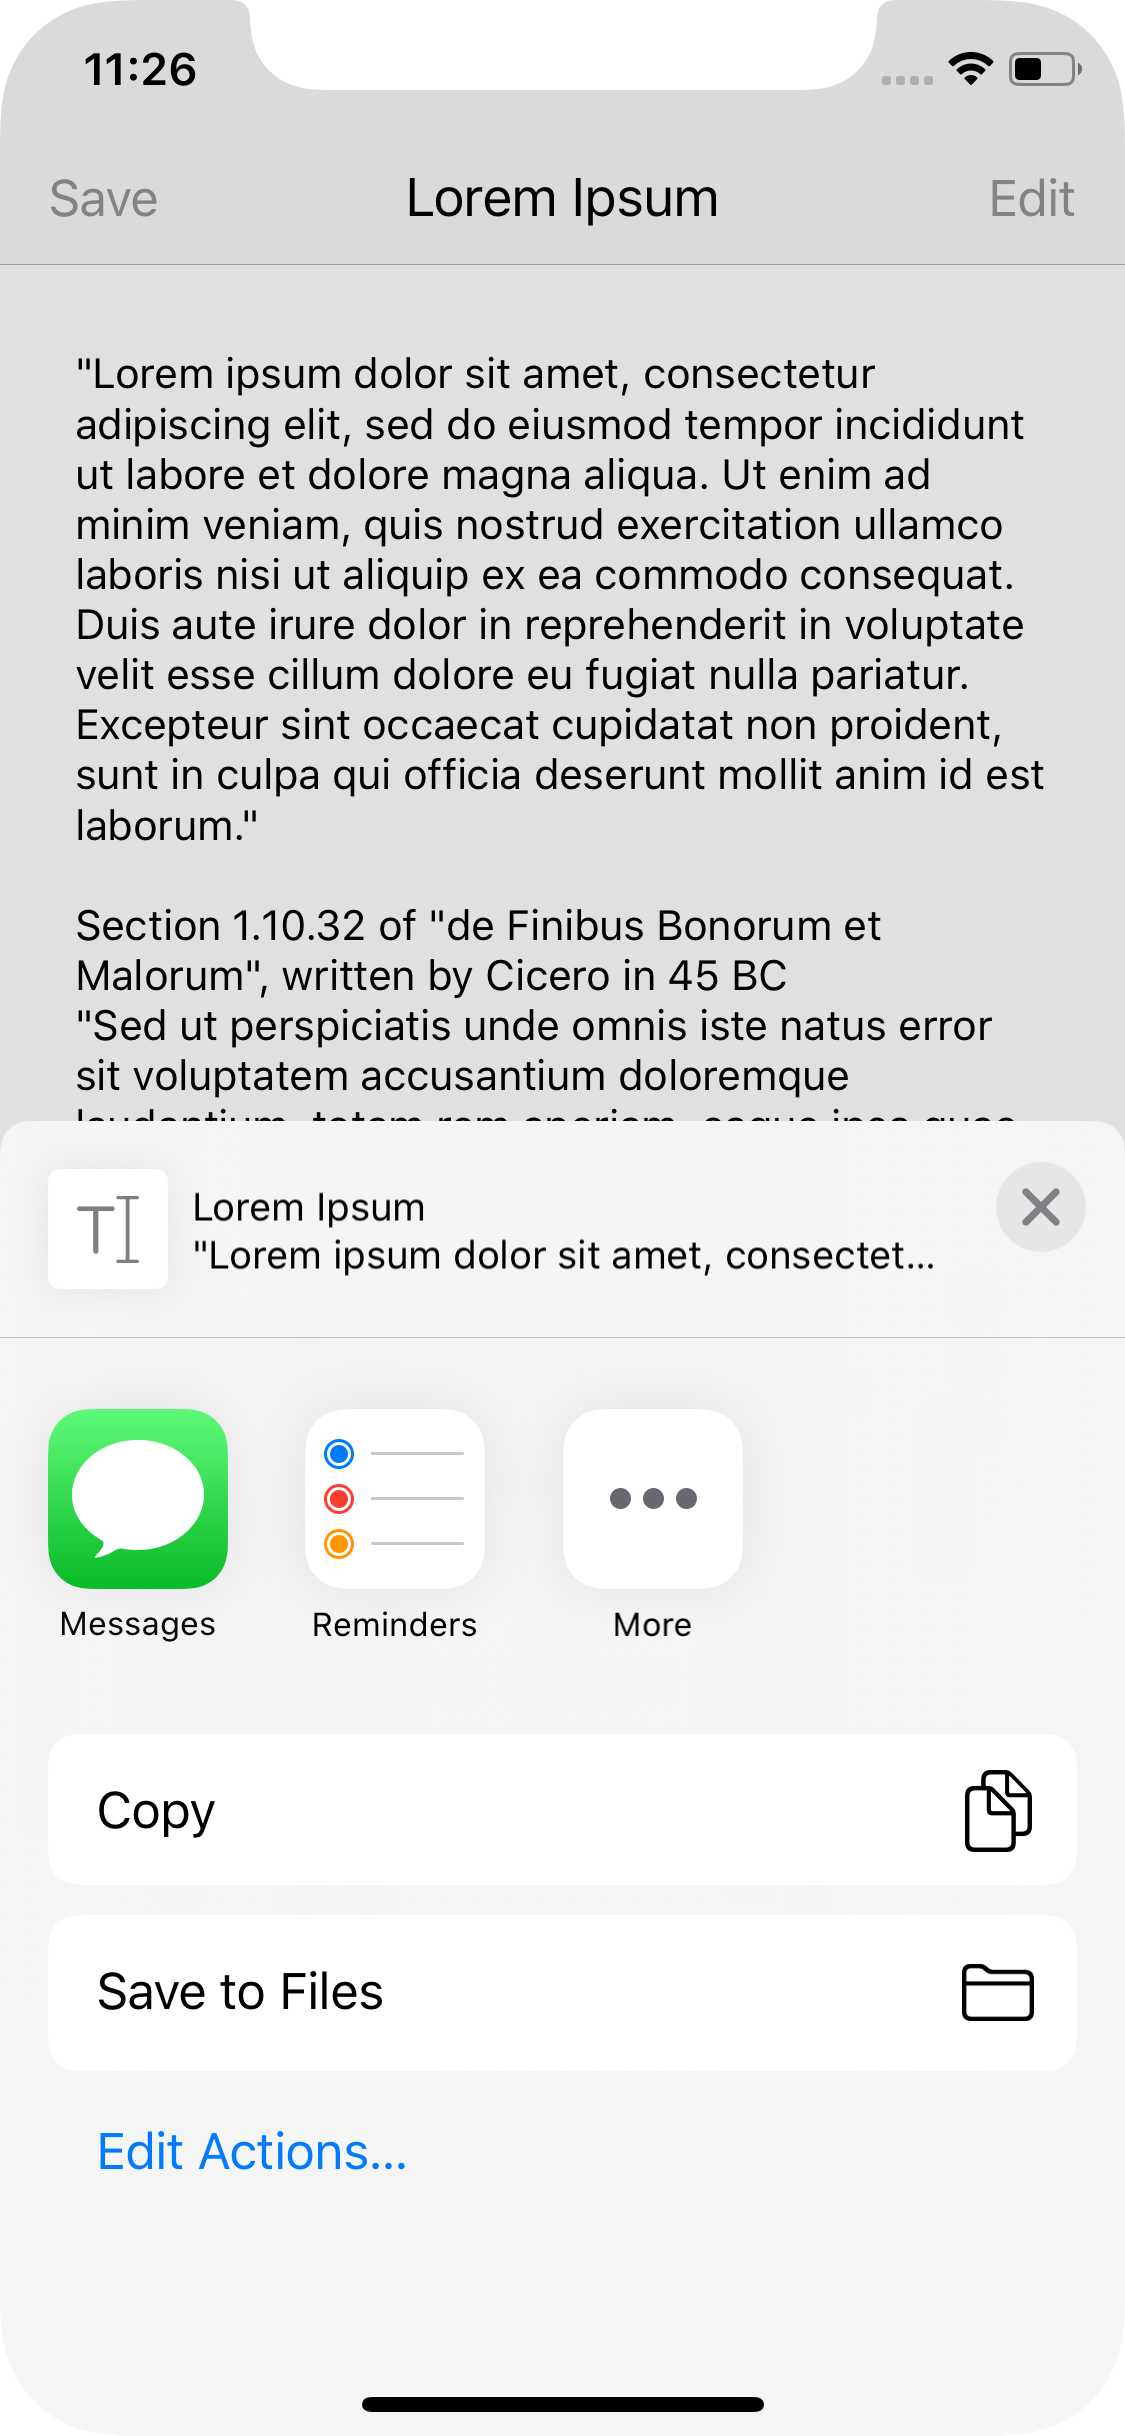 11:26
Save
Lorem Ipsum
Edit
"Lorem ipsum dolor sit amet, consectetur
adipiscing elit, sed do eiusmod tempor incididunt
ut labore et dolore magna aliqua. Ut enim ad
minim veniam, quis nostrud exercitation ullamco
laboris nisi ut aliquip ex ea commodo consequat.
Duis aute irure dolor in reprehenderit in voluptate
velit esse cillum dolore eu fugiat nulla pariatur.
Excepteur sint occaecat cupidatat non proident,
sunt in culpa qui officia deserunt mollit anim id est
laborum."
Section 1.10.32 of "de Finibus Bonorum et
Malorum", written by Cicero in 45 BC
"Sed ut perspiciatis unde omnis iste natus error
sit voluptatem accusantium doloremque
Lorem Ipsum
"Lorem ipsum dolor sit amet, consectet...
Messages
Reminders
More
Copy
Save to Files
Edit Actions...